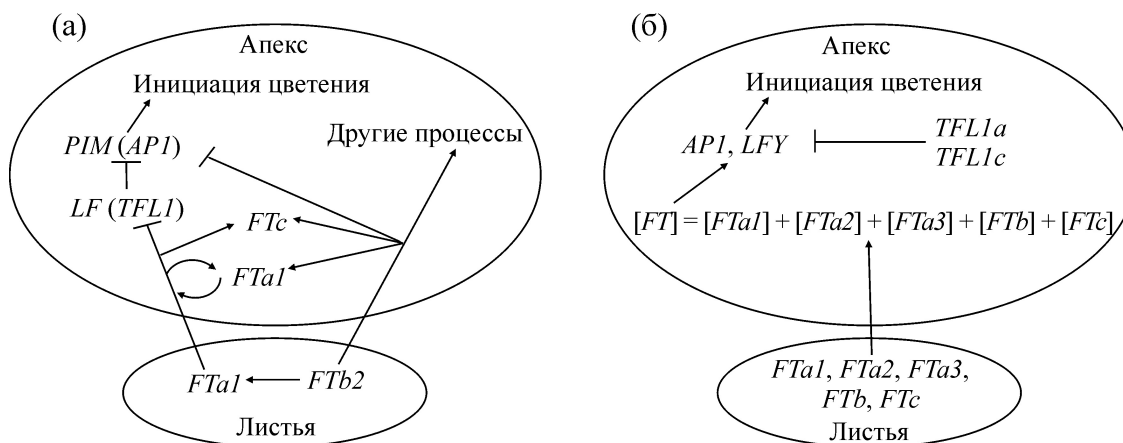 (а)
Апекс
Инициация цветения
Другие процессы
PIM (AP1)
LF (TFL1)
FTc
FTa1
FTa1
FTb2
Листья
(б)
Апекс
Инициация цветения
AP1, LFY
TFL1a
TFL1c
[FT] = [FTa1] + [FTa2] + [FTa3] + [FTb] + [FTc]
FTa1, FTa2, FTa3,
FTb, FTc
Листья